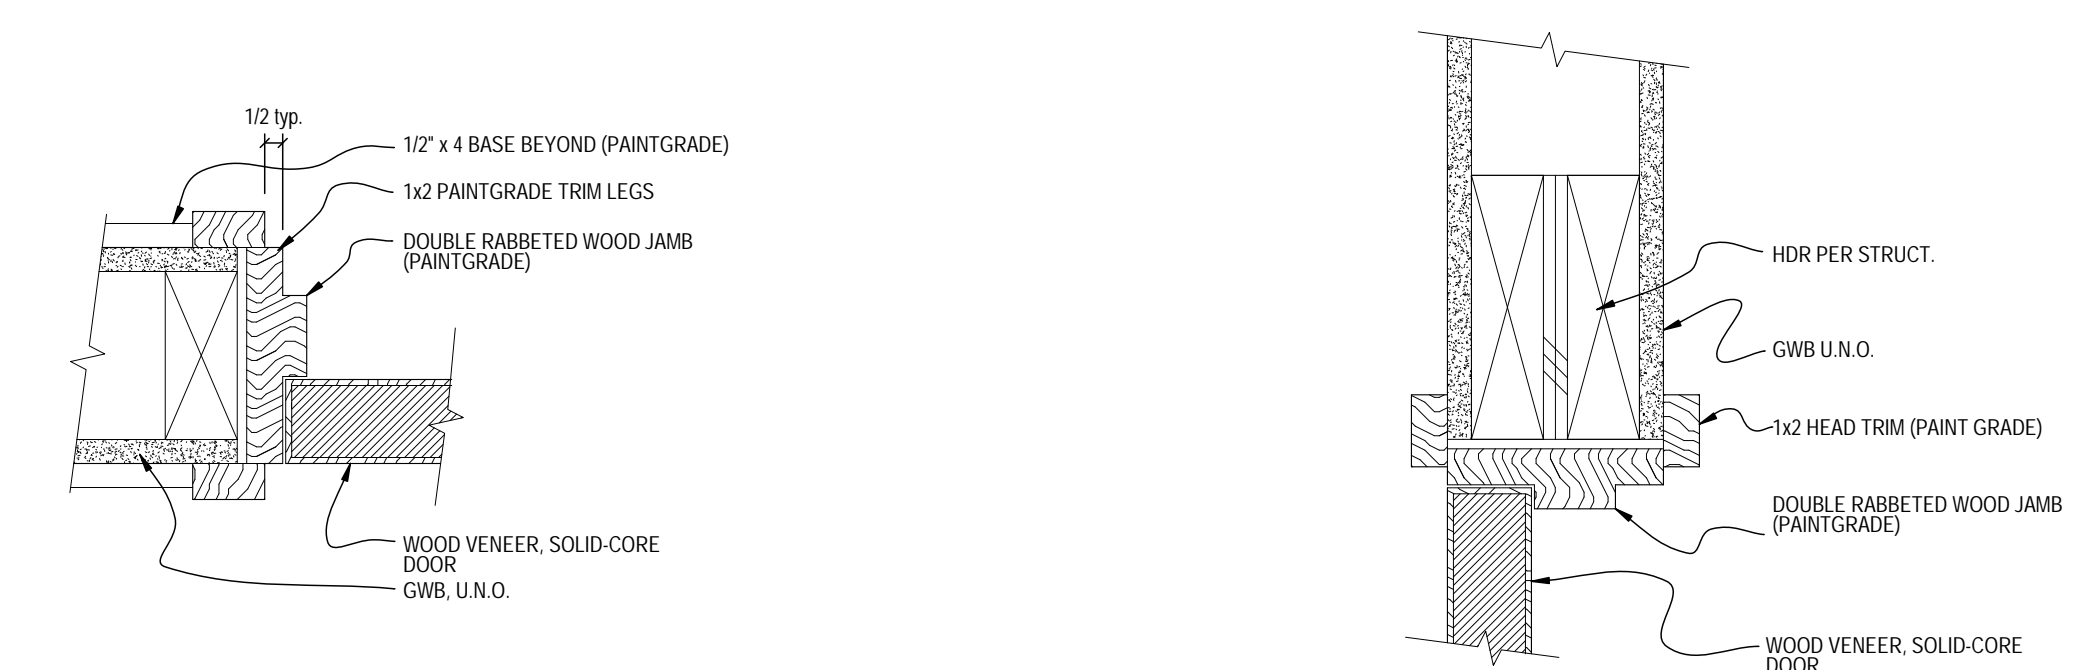 1/2 typ.
1/2" x 4 BASE BEYOND (PAINTGRADE)
1x2 PAINTGRADE TRIM LEGS
DOUBLE RABBETED WOOD JAMB
(PAINTGRADE)
WOOD VENEER, SOLID-CORE
DOOR
GWB, U.N.O.
HDR PER STRUCT.
GWB U.N.O.
1x2 HEAD TRIM (PAINT GRADE)
DOUBLE RABBETED WOOD JAMB
(PAINTGRADE)
WOOD VENEER, SOLID-CORE
DOOR